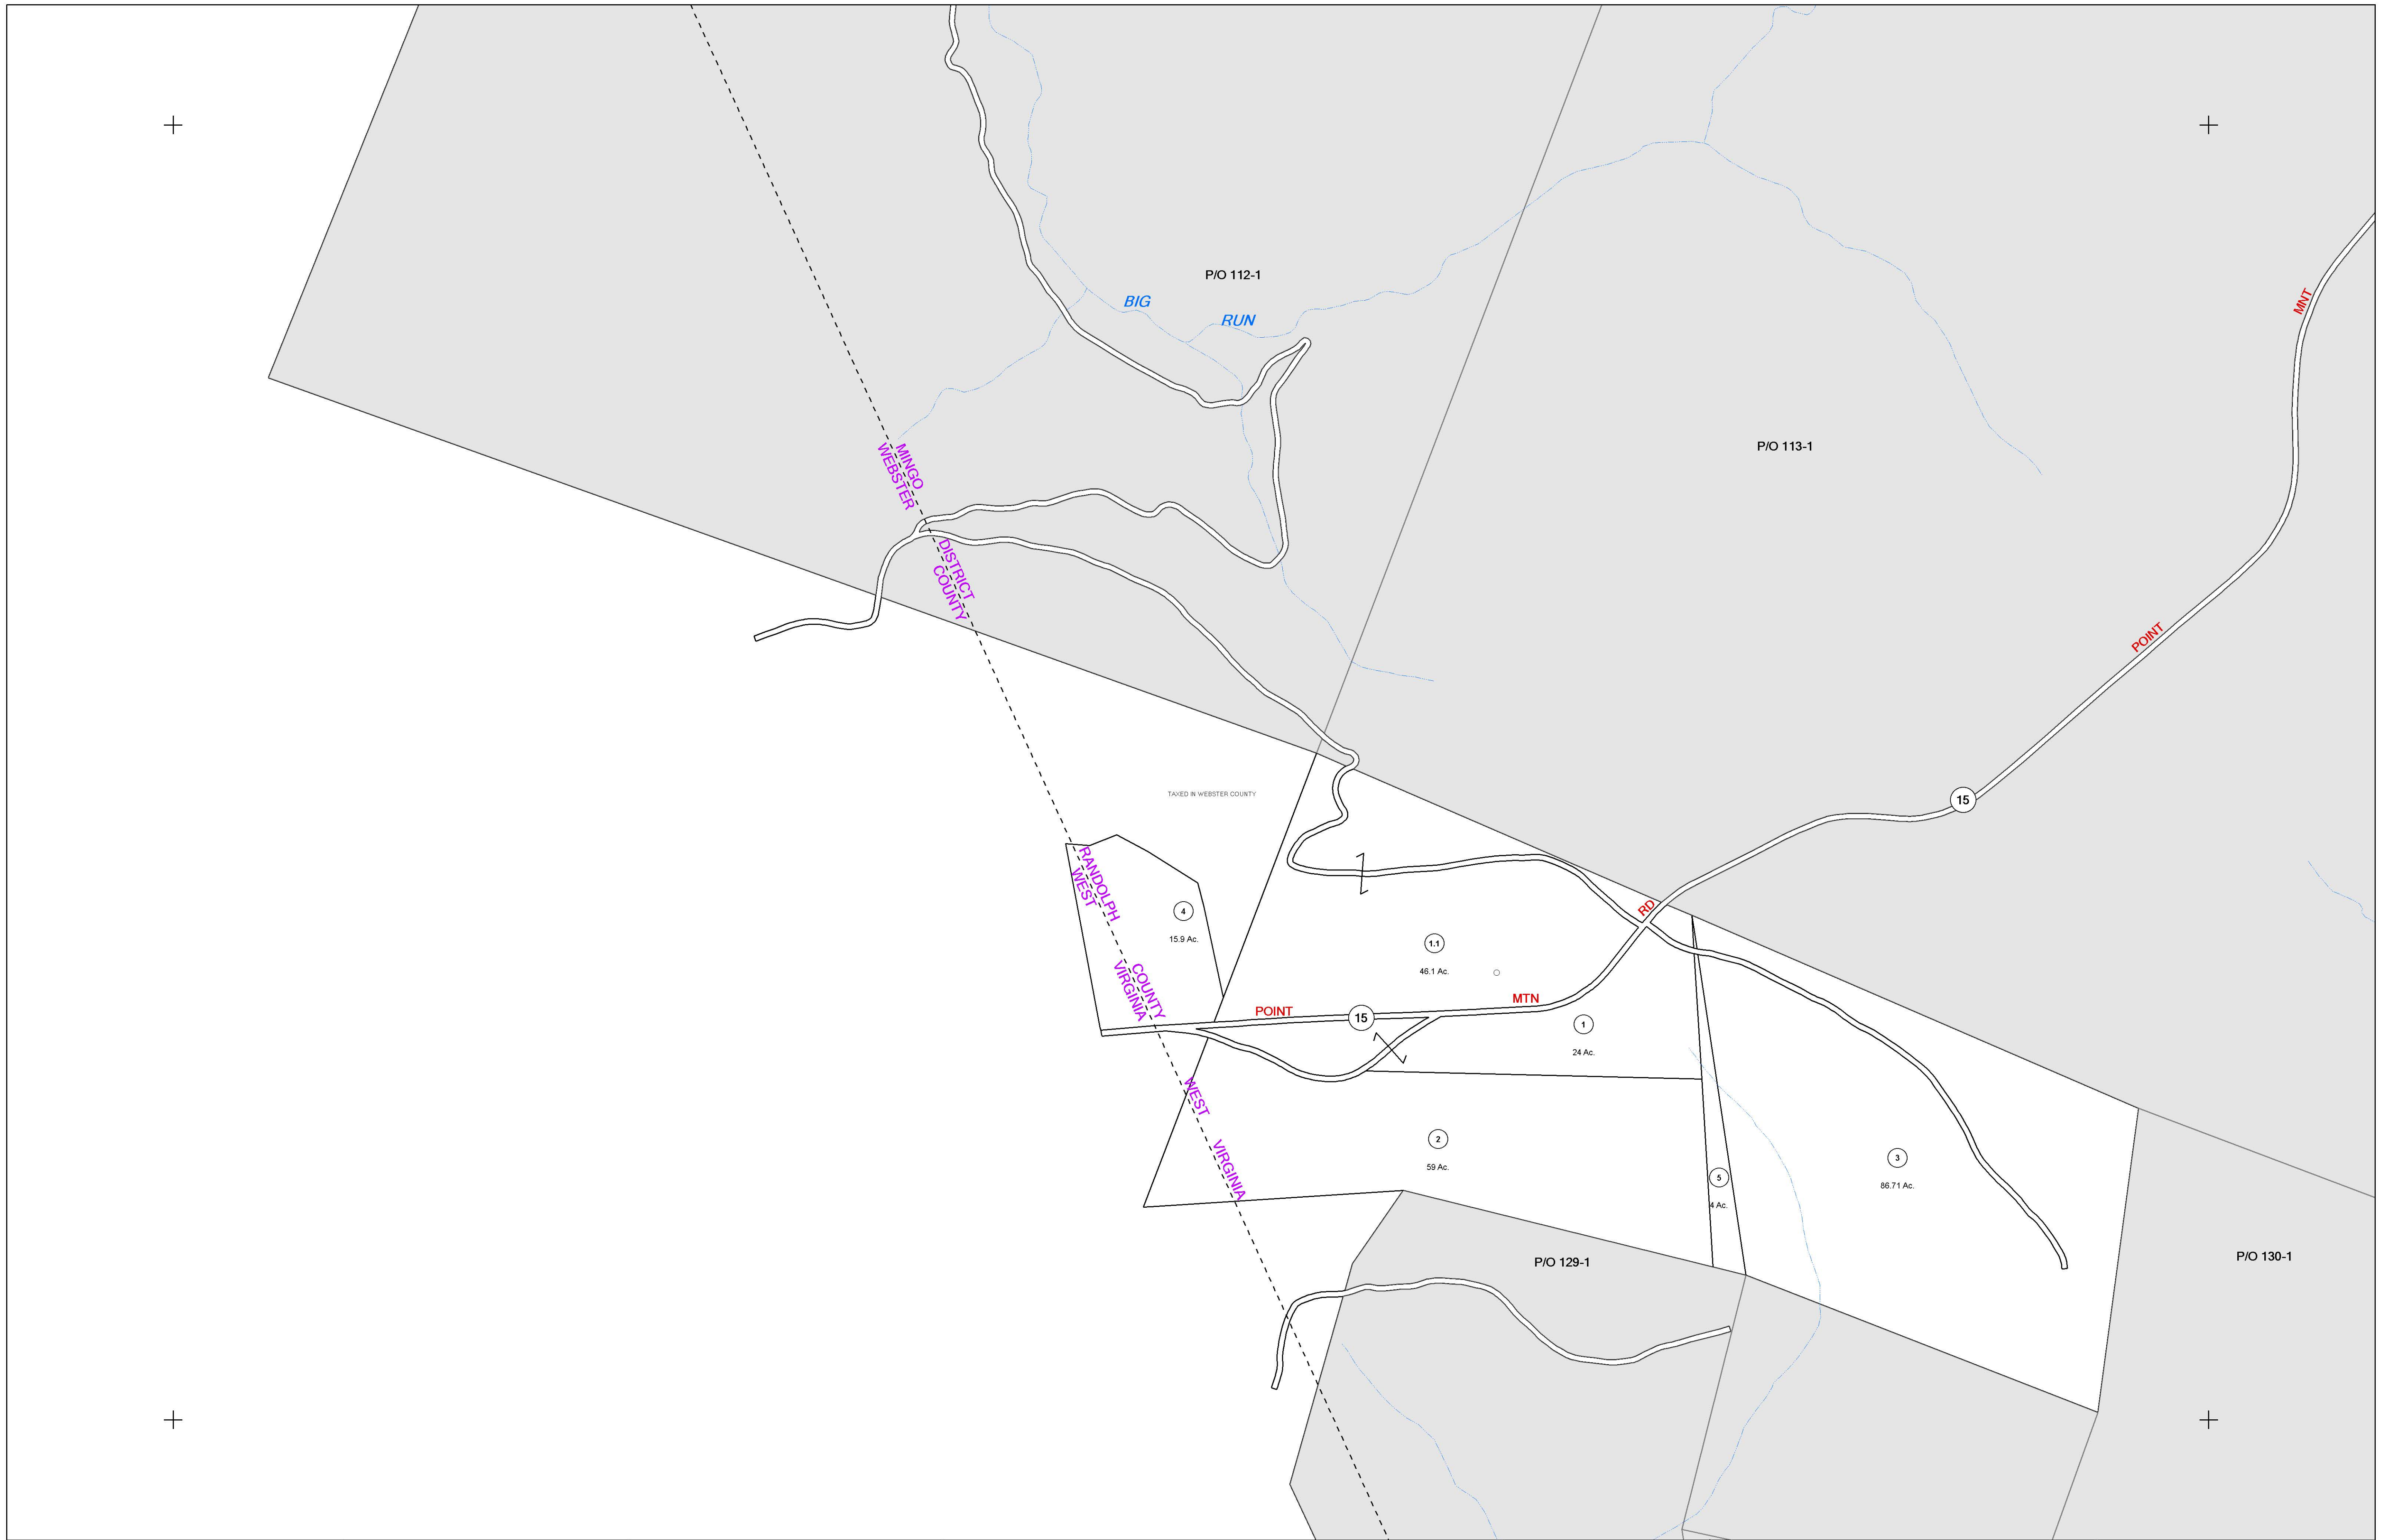 P/O 112-1
BIG
RUN
MNT
P/O 113-1
MINGO
WEBSTER
DISTRICT
COUNTY
POINT
TAXED IN WEBSTER COUNTY
15
RANDOLPH
WEST
4
15.9 Ac.
RD
1.1
46.1 Ac.
COUNTY
VIRGINIA
POINT
15
MTN
1
24 Ac.
WEST
VIRGINIA
2
59 Ac.
5
4 Ac.
3
86.71 Ac.
P/O 129-1
P/O 130-1